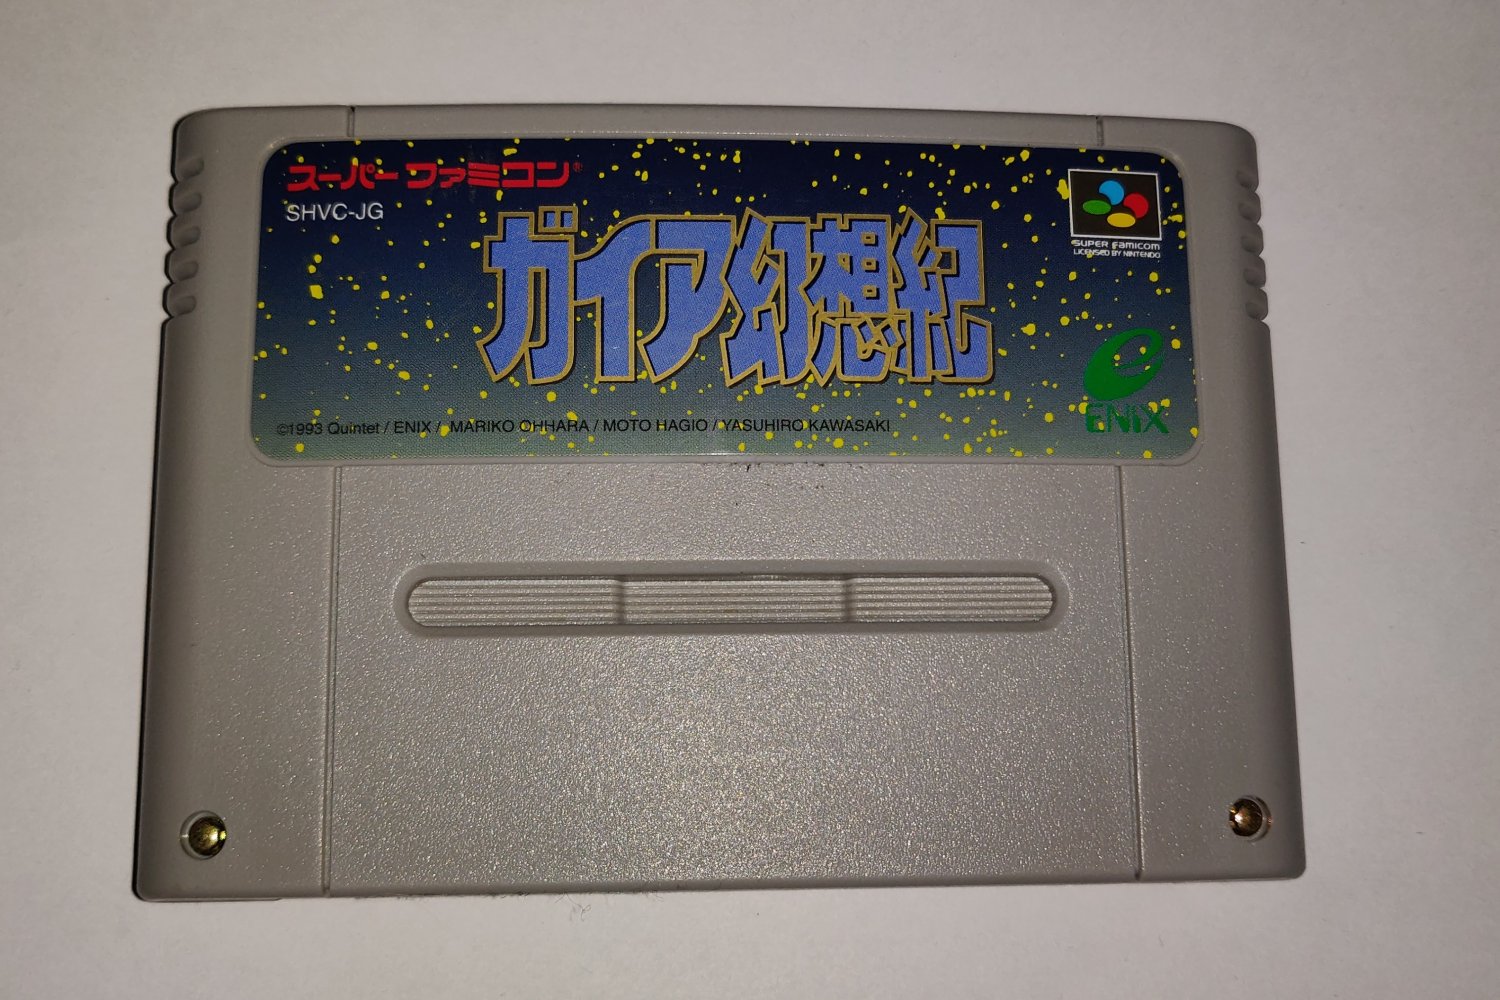 スーパー ファミコン®
SHVC-JG
ガイア幻想紀
SUPER FAMICOM
LICENSED BY NINTENDO
e
ENIX
©1993 Quintet / ENIX / MARIKO OHHARA / MOTO HAGIO / YASUHIRO KAWASAKI